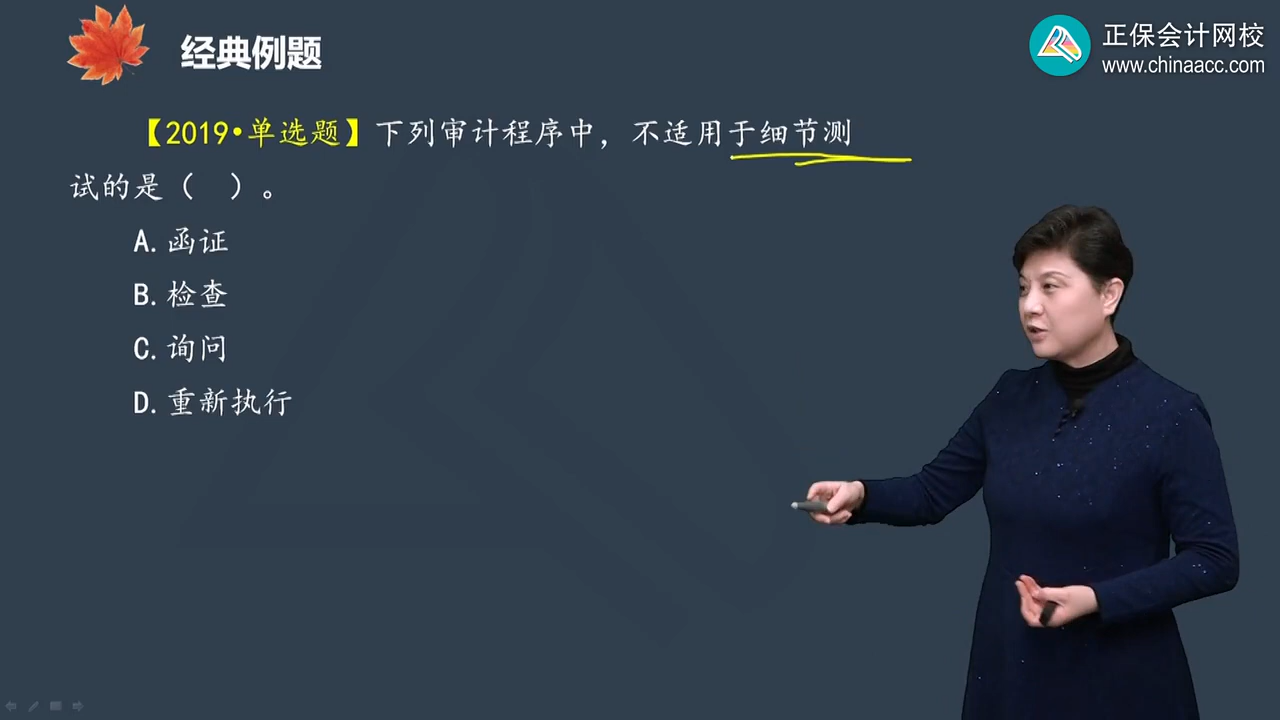 经典例题
正保会计网校
www.chinaacc.com
【2019•单选题】下列审计程序中，不适用于细节测
试的是（ ）。
A.函证
B.检查
C.询问
D.重新执行